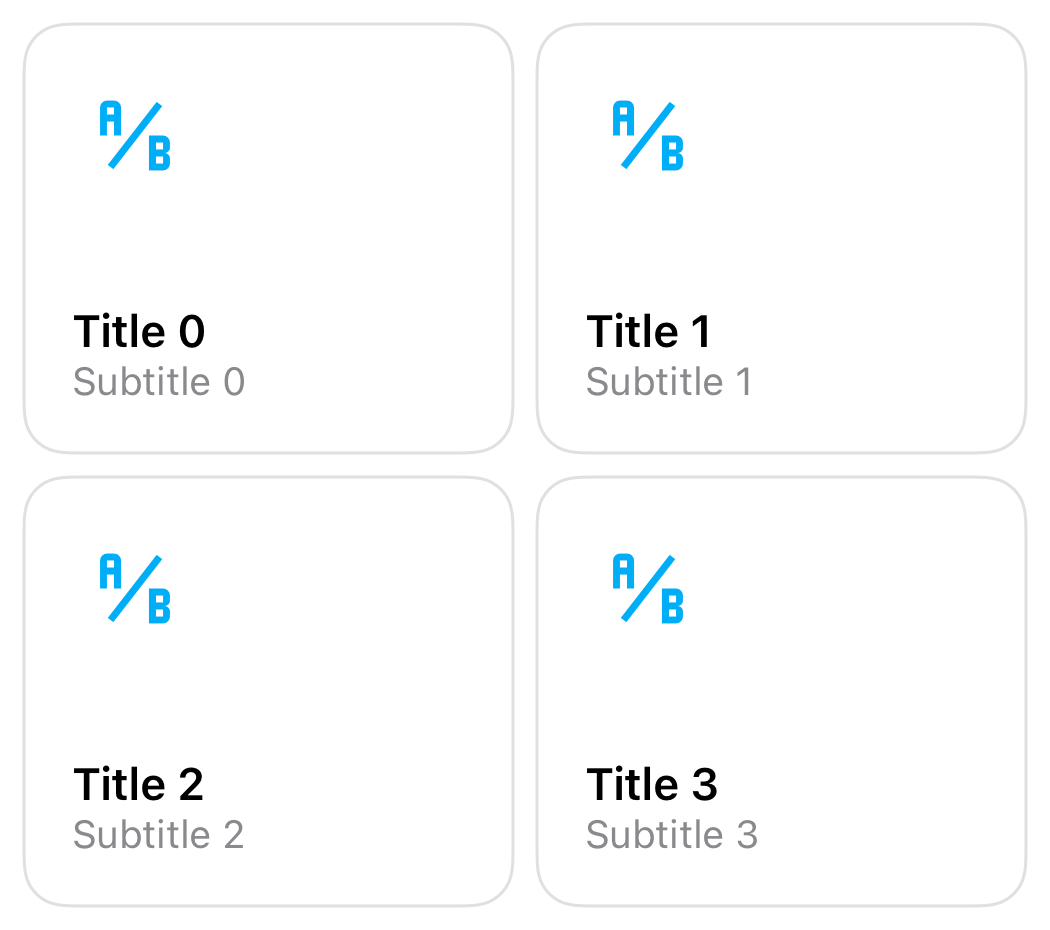 A/B
Title 0
Subtitle 0
A/B
Title 1
Subtitle 1
A/B
Title 2
Subtitle 2
A/B
Title 3
Subtitle 3